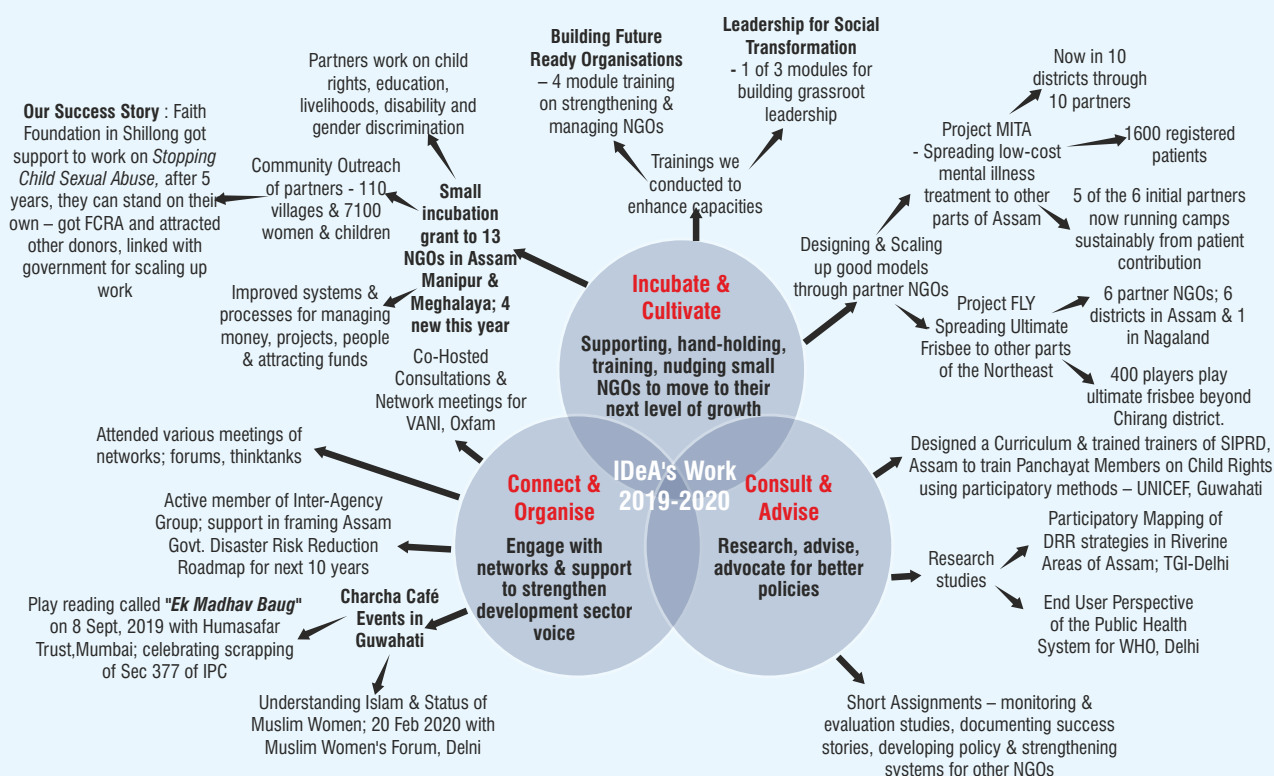 Our Success Story : Faith
Foundation in Shillong got
support to work on Stopping
Child Sexual Abuse, after 5
years, they can stand on their
own – got FCRA and attracted
other donors, linked with
government for scaling up
work
Partners work on child
rights, education,
livelihoods, disability and
gender discrimination
Community Outreach
of partners - 110
villages & 7100
women & children
Improved systems &
processes for managing
money, projects, people
& attracting funds
Small
incubation
grant to 13
NGOs in Assam
Manipur &
Meghalaya; 4
new this year
Building Future
Ready Organisations
– 4 module training
on strengthening &
managing NGOs
Leadership for Social
Transformation
- 1 of 3 modules for
building grassroot
leadership
Trainings we
conducted to
enhance capacities
Designing & Scaling
up good models
through partner NGOs
Project MITA
- Spreading low-cost
mental illness
treatment to other
parts of Assam
Now in 10
districts through
10 partners
1600 registered
patients
5 of the 6 initial partners
now running camps
sustainably from patient
contribution
Project FLY
- Spreading Ultimate
Frisbee to other parts
of the Northeast
6 partner NGOs; 6
districts in Assam & 1
in Nagaland
400 players play
ultimate frisbee beyond
Chirang district.
Incubate &
Cultivate
Supporting, hand-holding,
training, nudging small
NGOs to move to their
next level of growth
IDeA's Work
2019-2020
Connect &
Organise
Engage with
networks & support
to strengthen
development sector
voice
Consult &
Advise
Research, advise,
advocate for better
policies
Co-Hosted
Consultations &
Network meetings for
VANI, Oxfam
Attended various meetings of
networks; forums, thinktanks
Active member of Inter-Agency
Group; support in framing Assam
Govt. Disaster Risk Reduction
Roadmap for next 10 years
Charcha Café
Events in
Guwahati
Play reading called "Ek Madhav Baug"
on 8 Sept, 2019 with Humasafar
Trust,Mumbai; celebrating scrapping
of Sec 377 of IPC
Understanding Islam & Status of
Muslim Women; 20 Feb 2020 with
Muslim Women's Forum, Delni
Designed a Curriculum & trained trainers of SIPRD,
Assam to train Panchayat Members on Child Rights
using participatory methods – UNICEF, Guwahati
Research
studies
Participatory Mapping of
DRR strategies in Riverine
Areas of Assam; TGI-Delhi
End User Perspective
of the Public Health
System for WHO, Delhi
Short Assignments – monitoring &
evaluation studies, documenting success
stories, developing policy & strengthening
systems for other NGOs